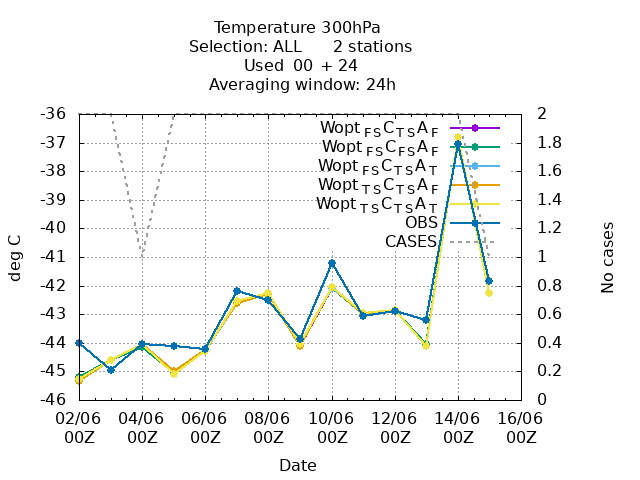 Temperature 300hPa
Selection: ALL 2 stations
Used 00 + 24
Averaging window: 24h
-36
-37
-38
-39
-40
-41
-42
-43
-44
-45
-46
deg C
2
1.8
1.6
1.4
1.2
1
0.8
0.6
0.4
0.2
0
No cases
Wopt FSCTSAF
Wopt FSCFSAF
Wopt FSCTSAT
Wopt TSCTSAF
Wopt TSCTSAT
OBS
CASES
02/06 04/06 06/06 08/06 10/06 12/06 14/06 16/06
00Z 00Z 00Z 00Z 00Z 00Z 00Z 00Z
Date